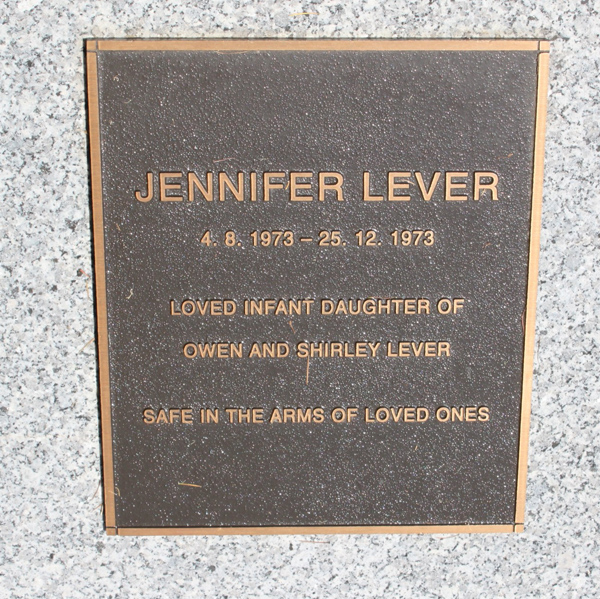 JENNIFER LEVER
4. 8. 1973 – 25. 12. 1973
LOVED INFANT DAUGHTER OF
OWEN AND SHIRLEY LEVER
SAFE IN THE ARMS OF LOVED ONES